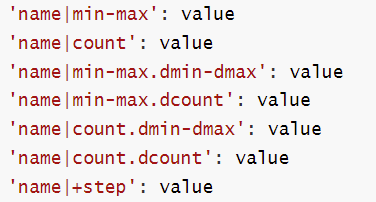 'name|min-max': value
'name|count': value
'name|min-max.dmin-dmax': value
'name|min-max.dcount': value
'name|count.dmin-dmax': value
'name|count.dcount': value
'name|+step': value